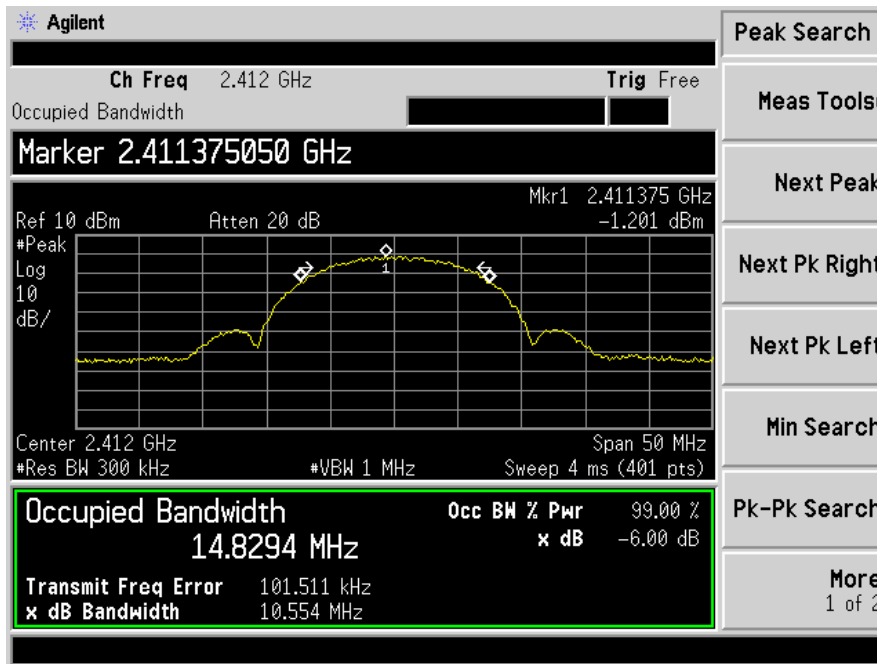 Agilent
Peak Search
Ch Freq 2.412 GHz Trig Free
Occupied Bandwidth
Marker 2.411375050 GHz
Mkr1 2.411375 GHz
Ref 10 dBm Atten 20 dB -1.201 dBm
#Peak
Log
10
dB/
1
Center 2.412 GHz Span 50 MHz
#Res BW 300 kHz #VBW 1 MHz Sweep 4 ms (401 pts)
Occupied Bandwidth Occ BW % Pwr 99.00 %
14.8294 MHz x dB -6.00 dB
Transmit Freq Error 101.511 kHz
x dB Bandwidth 10.554 MHz
Meas Tools
Next Peak
Next Pk Right
Next Pk Left
Min Search
Pk-Pk Search
More
1 of 2